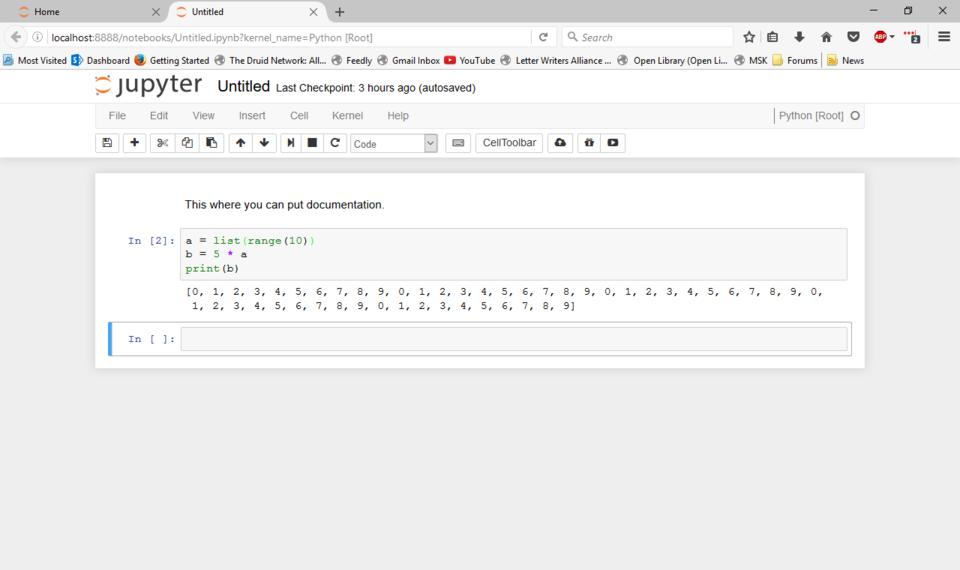 Home
Untitled
localhost:8888/notebooks/Untitled.ipynb?kernel_name=Python [Root]
Search
ABP
2
Most Visited Dashboard Getting Started The Druid Network: All... Feedly Gmail Inbox YouTube Letter Writers Alliance ... Open Library (Open Li... MSK Forums News
jupyter Untitled Last Checkpoint: 3 hours ago (autosaved)
File Edit View Insert Cell Kernel Help Python [Root]
Code CellToolbar
This where you can put documentation.
In [2]: a = list(range(10))
b = 5 * a
print(b)
[0, 1, 2, 3, 4, 5, 6, 7, 8, 9, 0, 1, 2, 3, 4, 5, 6, 7, 8, 9, 0, 1, 2, 3, 4, 5, 6, 7, 8, 9, 0,
1, 2, 3, 4, 5, 6, 7, 8, 9, 0, 1, 2, 3, 4, 5, 6, 7, 8, 9]
In [ ]: